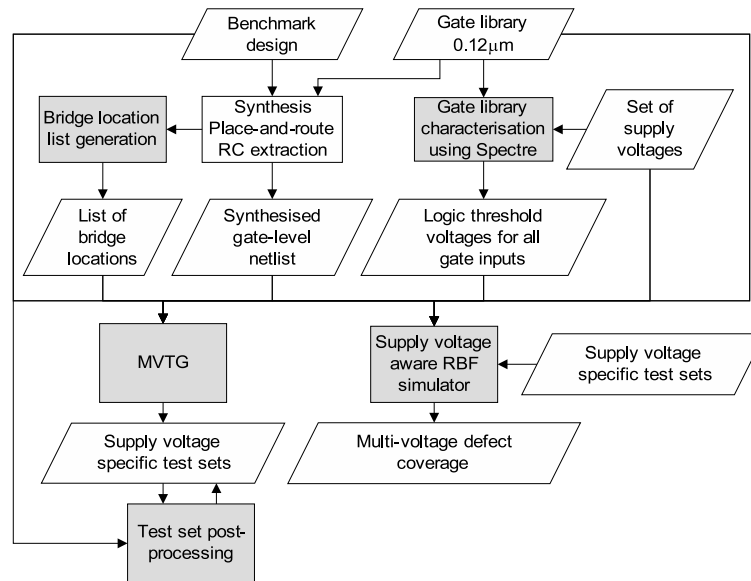 Benchmark
design
Gate library
0.12μm
Bridge location
list generation
Synthesis
Place-and-route
RC extraction
Gate library
characterisation
using Spectre
Set of
supply
voltages
List of
bridge
locations
Synthesised
gate-level
netlist
Logic threshold
voltages for all
gate inputs
MVTG
Supply voltage
aware RBF
simulator
Supply voltage
specific test sets
Supply voltage
specific test sets
Multi-voltage defect
coverage
Test set post-
processing